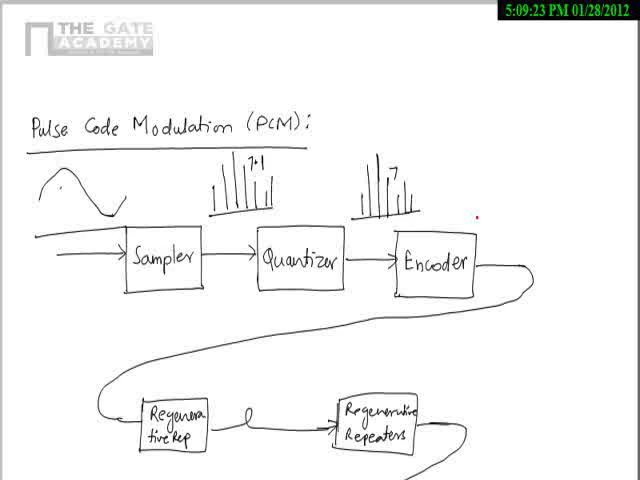 5:09:23 PM 01/28/2012
THE GATE
ACADEMY
Pulse Code Modulation (PCM):
7.1
7
Sampler
Quantizer
Encoder
Regenera
tive Rep
Regenerative
Repeaters